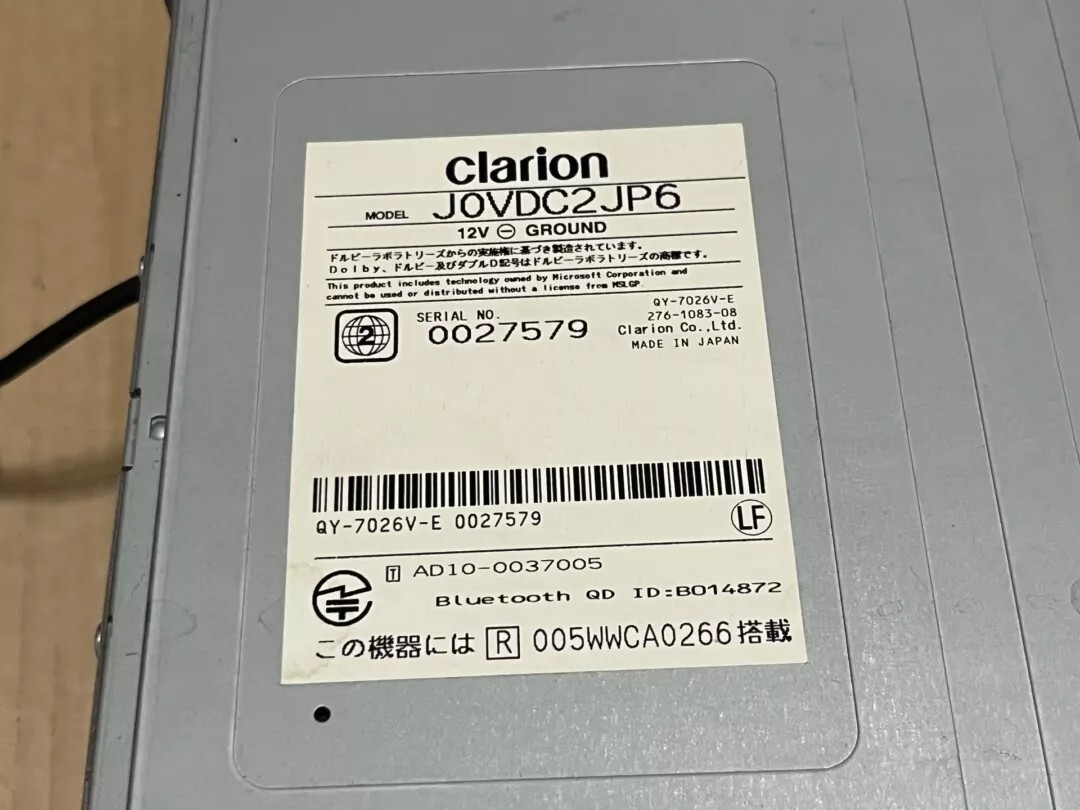 clarion
MODEL JOVDC2JP6
12V ⊖ GROUND
ドルビーラボラトリーズからの実施権に基づき製造されています。
Dolby、ドルビー及びダブルD記号はドルビーラボラトリーズの商標です。
This product includes technology owned by Microsoft Corporation and
cannot be used or distributed without a license from MSLGP.
2
SERIAL NO.
0027579
QY-7026V-E
276-1083-08
Clarion Co.,Ltd.
MADE IN JAPAN
QY-7026V-E 0027579
LF
T AD10-0037005
Bluetooth QD ID:B014872
この機器には R 005WWCA0266 搭載